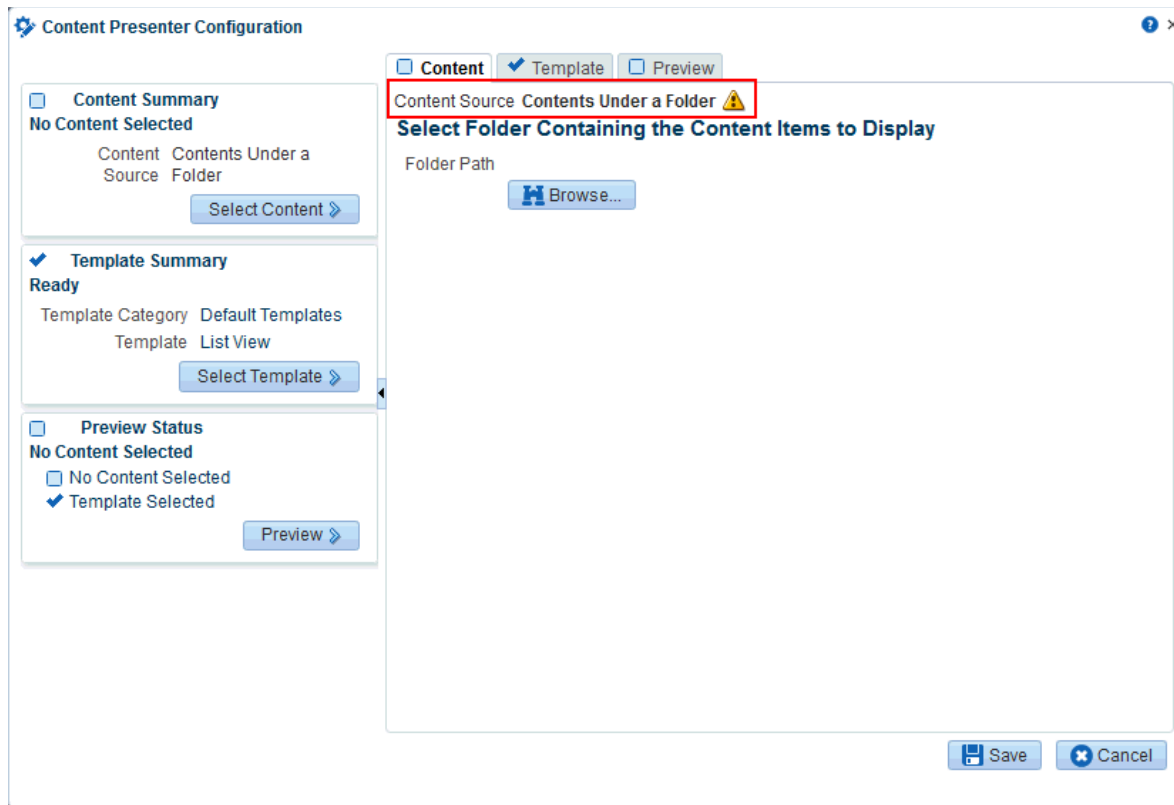 Content Presenter Configuration
Content Template Preview
Content Summary
No Content Selected
Content Source Contents Under a Folder
Select Content
Template Summary
Ready
Template Category Default Templates
Template List View
Select Template
Preview Status
No Content Selected
No Content Selected
Template Selected
Preview
Content Source Contents Under a Folder
Select Folder Containing the Content Items to Display
Folder Path
Browse...
Save Cancel